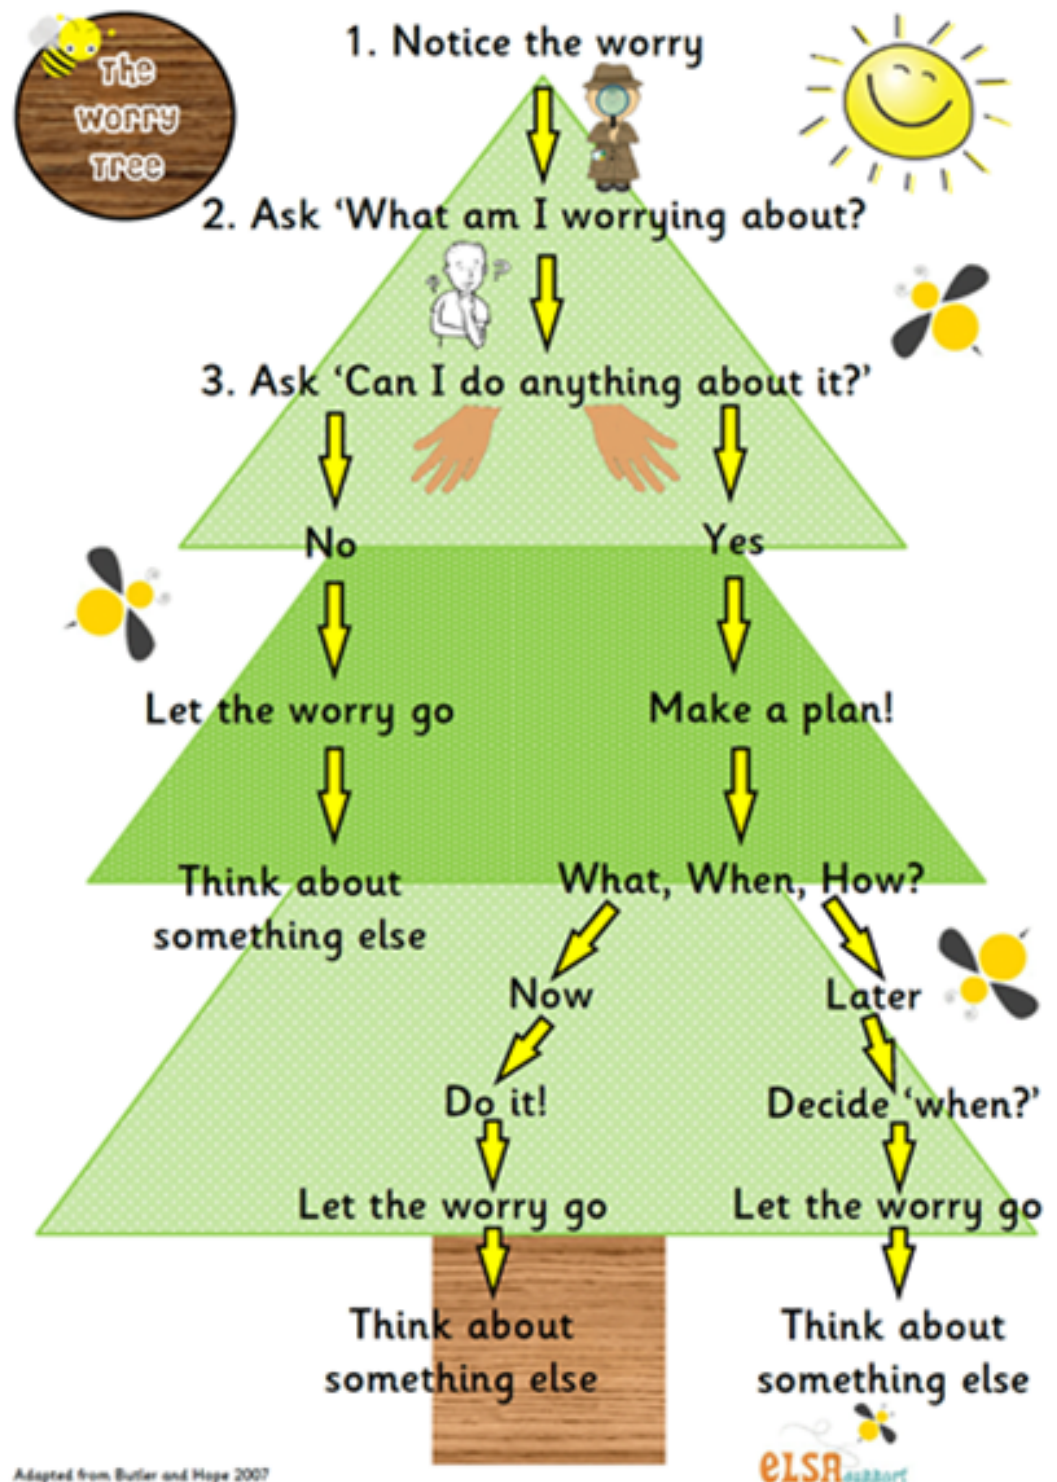 The
Worry
Tree
1. Notice the worry
2. Ask ‘What am I worrying about?
3. Ask ‘Can I do anything about it?’
No
Yes
Let the worry go
Make a plan!
Think about
something else
What, When, How?
Now
Later
Do it!
Decide ‘when?’
Let the worry go
Let the worry go
Think about
something else
Think about
something else
Adapted from Butler and Hope 2007
eLSA support